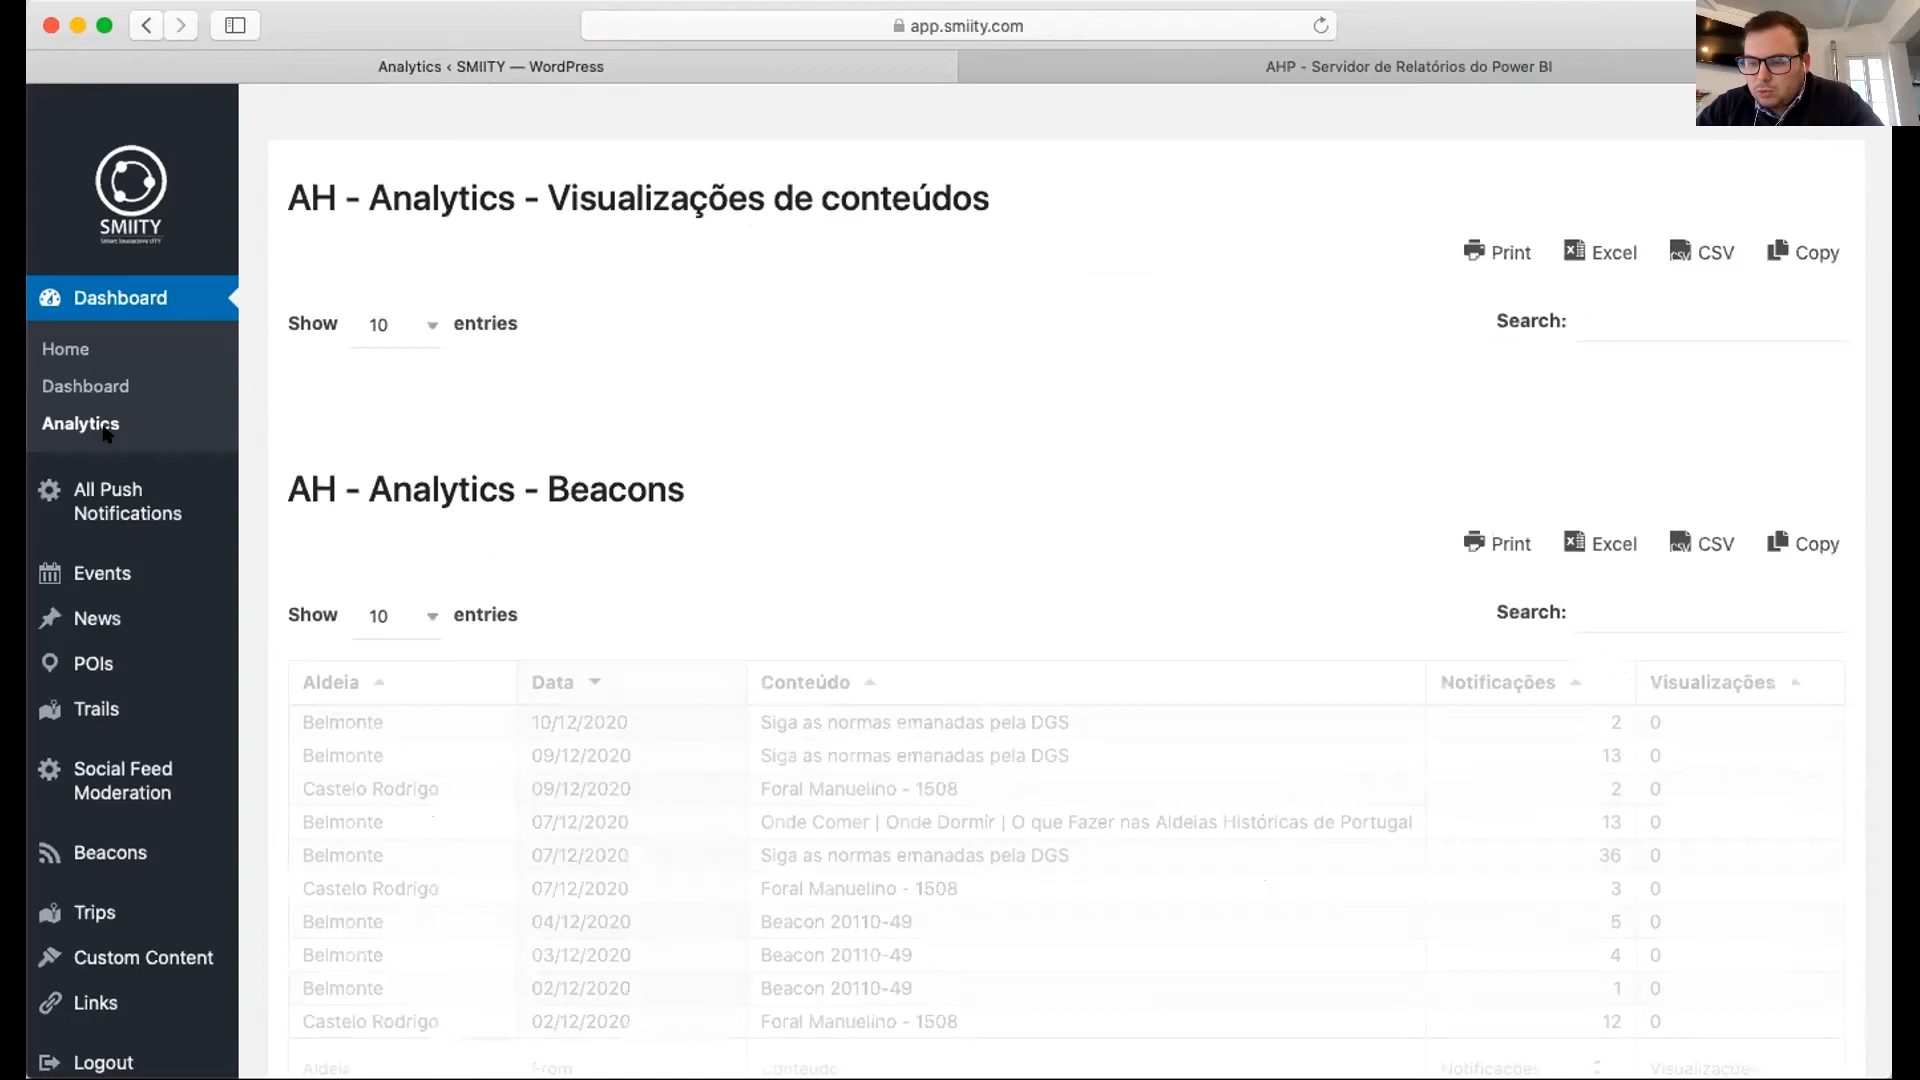 app.smiity.com
Analytics ‹ SMIITY — WordPress
AHP - Servidor de Relatórios do Power BI
SMIITY
Dashboard
Home
Dashboard
Analytics
All Push
Notifications
Events
News
POIs
Trails
Social Feed
Moderation
Beacons
Trips
Custom Content
Links
Logout
AH - Analytics - Visualizações de conteúdos
Print Excel CSV Copy
Show 10 entries Search:
AH - Analytics - Beacons
Print Excel CSV Copy
Show 10 entries Search:
Aldeia Data Conteúdo Notificações Visualizações
Belmonte 10/12/2020 Siga as normas emanadas pela DGS 2 0
Belmonte 09/12/2020 Siga as normas emanadas pela DGS 13 0
Castelo Rodrigo 09/12/2020 Foral Manuelino - 1508 2 0
Belmonte 07/12/2020 Onde Comer | Onde Dormir | O que Fazer nas Aldeias Históricas de Portugal 13 0
Belmonte 07/12/2020 Siga as normas emanadas pela DGS 36 0
Castelo Rodrigo 07/12/2020 Foral Manuelino - 1508 3 0
Belmonte 04/12/2020 Beacon 20110-49 5 0
Belmonte 03/12/2020 Beacon 20110-49 4 0
Belmonte 02/12/2020 Beacon 20110-49 1 0
Castelo Rodrigo 02/12/2020 Foral Manuelino - 1508 12 0
Aldeia From Conteúdo Notificações Visualizações